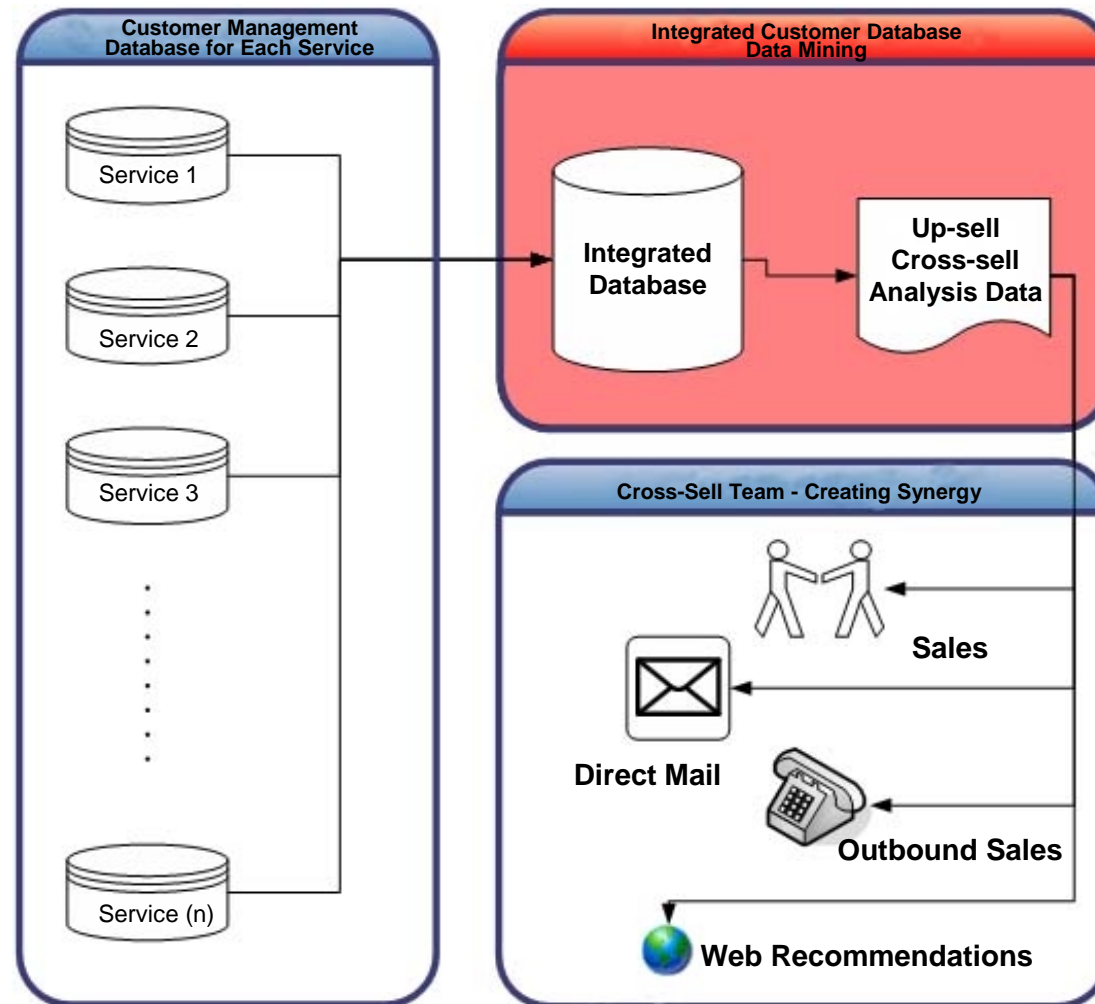 Customer Management
Database for Each Service
Service 1
Service 2
Service 3
Service (n)
Integrated Customer Database
Data Mining
Integrated
Database
Up-sell
Cross-sell
Analysis Data
Cross-Sell Team - Creating Synergy
Sales
Direct Mail
Outbound Sales
Web Recommendations